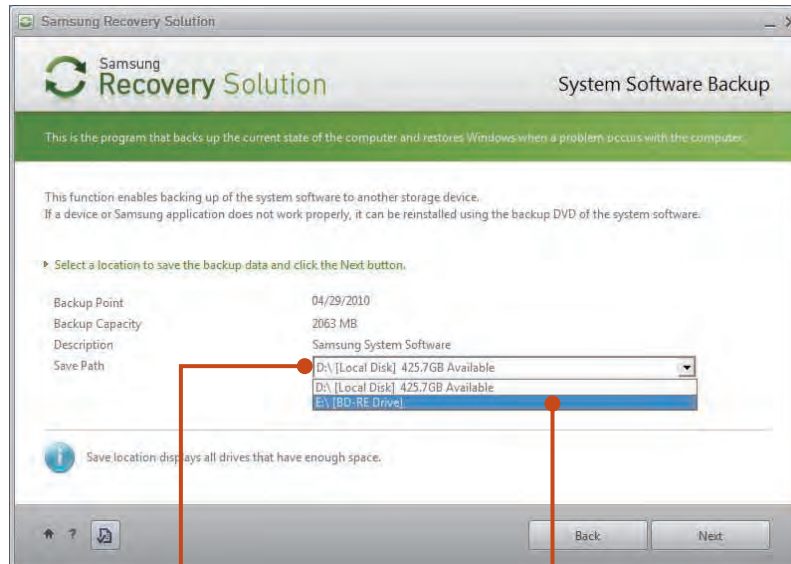 Samsung Recovery Solution
Samsung
Recovery Solution
System Software Backup
This is the program that backs up the current state of the computer and restores Windows when a problem occurs with the computer.
This function enables backing up of the system software to another storage device.
If a device or Samsung application does not work properly, it can be reinstalled using the backup DVD of the system software.
Select a location to save the backup data and click the Next button.
Backup Point 04/29/2010
Backup Capacity 2063 MB
Description Samsung System Software
Save Path D:\ [Local Disk] 425.7GB Available
D:\ [Local Disk] 425.7GB Available
E:\ [BD-RE Drive]
Save location displays all drives that have enough space.
?
Back Next